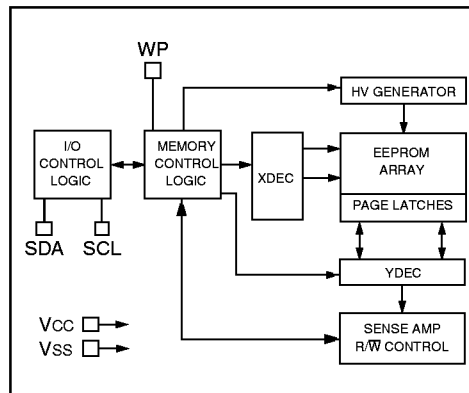 WP
HV GENERATOR
I/O
CONTROL
LOGIC
MEMORY
CONTROL
LOGIC
XDEC
EEPROM
ARRAY
PAGE LATCHES
SDA
SCL
YDEC
VCC
VSS
SENSE AMP
R/W̅ CONTROL